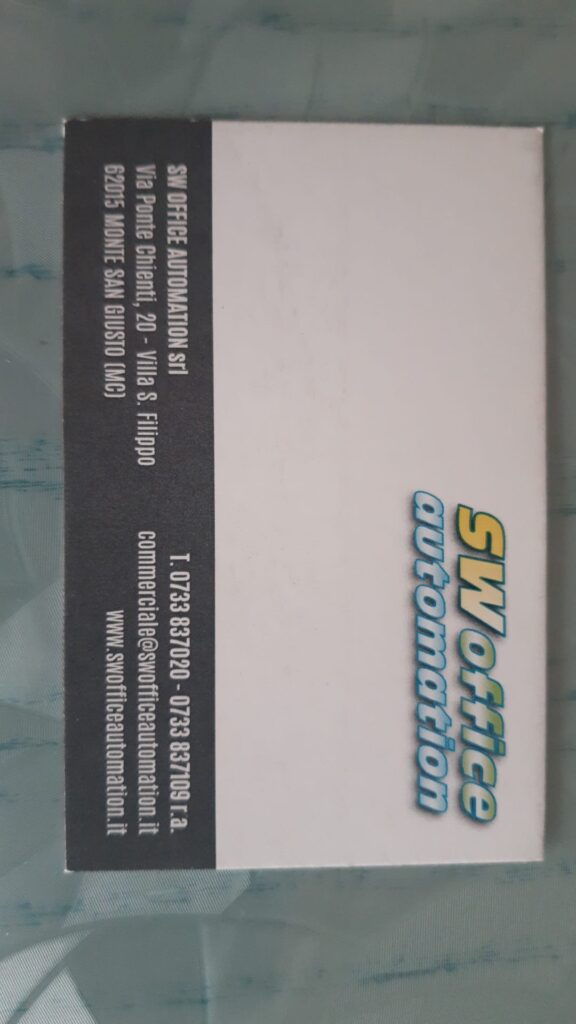 SW office
automation
SW OFFICE AUTOMATION srl
Via Ponte Chienti, 20 - Villa S. Filippo
62015 MONTE SAN GIUSTO (MC)
T. 0733 837020 - 0733 837109 r.a.
commerciale@swofficeautomation.it
www.swofficeautomation.it